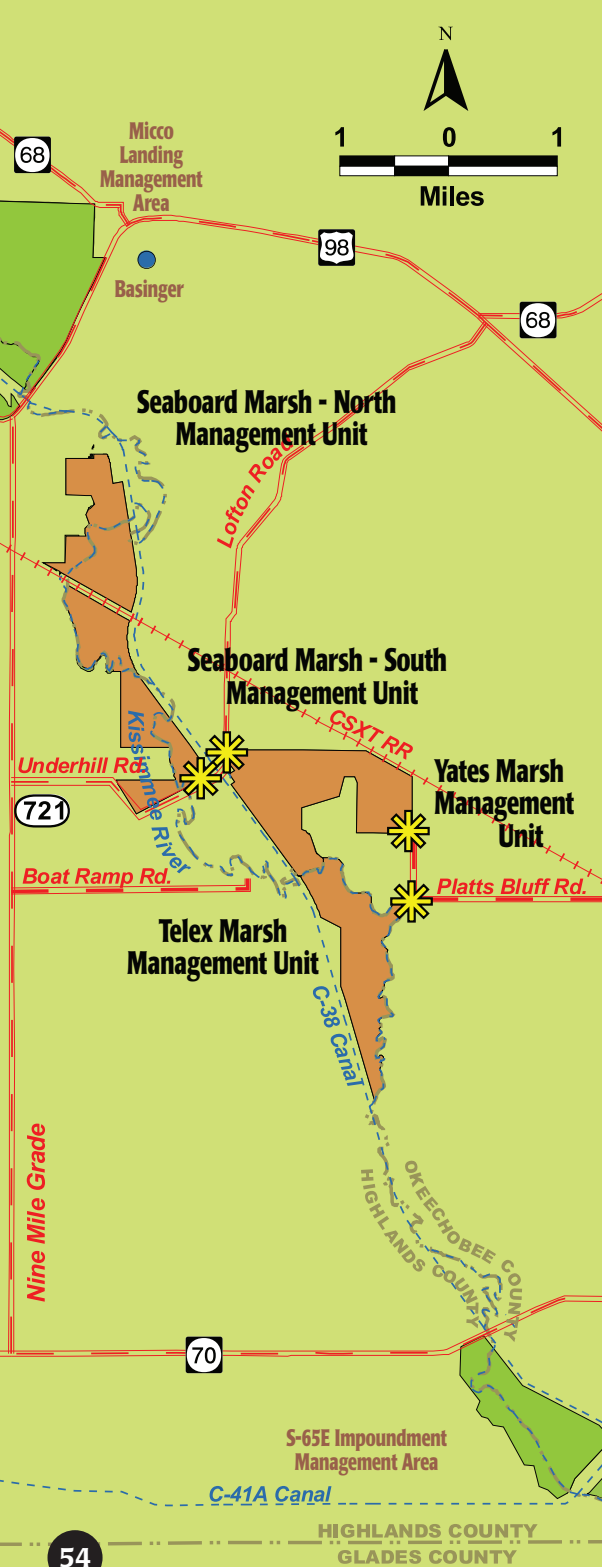 N
1 0 1
Miles
68
Micco
Landing
Management
Area
98
Basinger
68
Seaboard Marsh - North
Management Unit
Lofton Road
Seaboard Marsh - South
Management Unit
CSXT RR
Underhill Rd.
Kissimmee River
721
Yates Marsh
Management
Unit
Boat Ramp Rd.
Platts Bluff Rd.
Telex Marsh
Management Unit
C-38 Canal
Nine Mile Grade
OKEECHOBEE COUNTY
HIGHLANDS COUNTY
70
S-65E Impoundment
Management Area
C-41A Canal
HIGHLANDS COUNTY
GLADES COUNTY
54